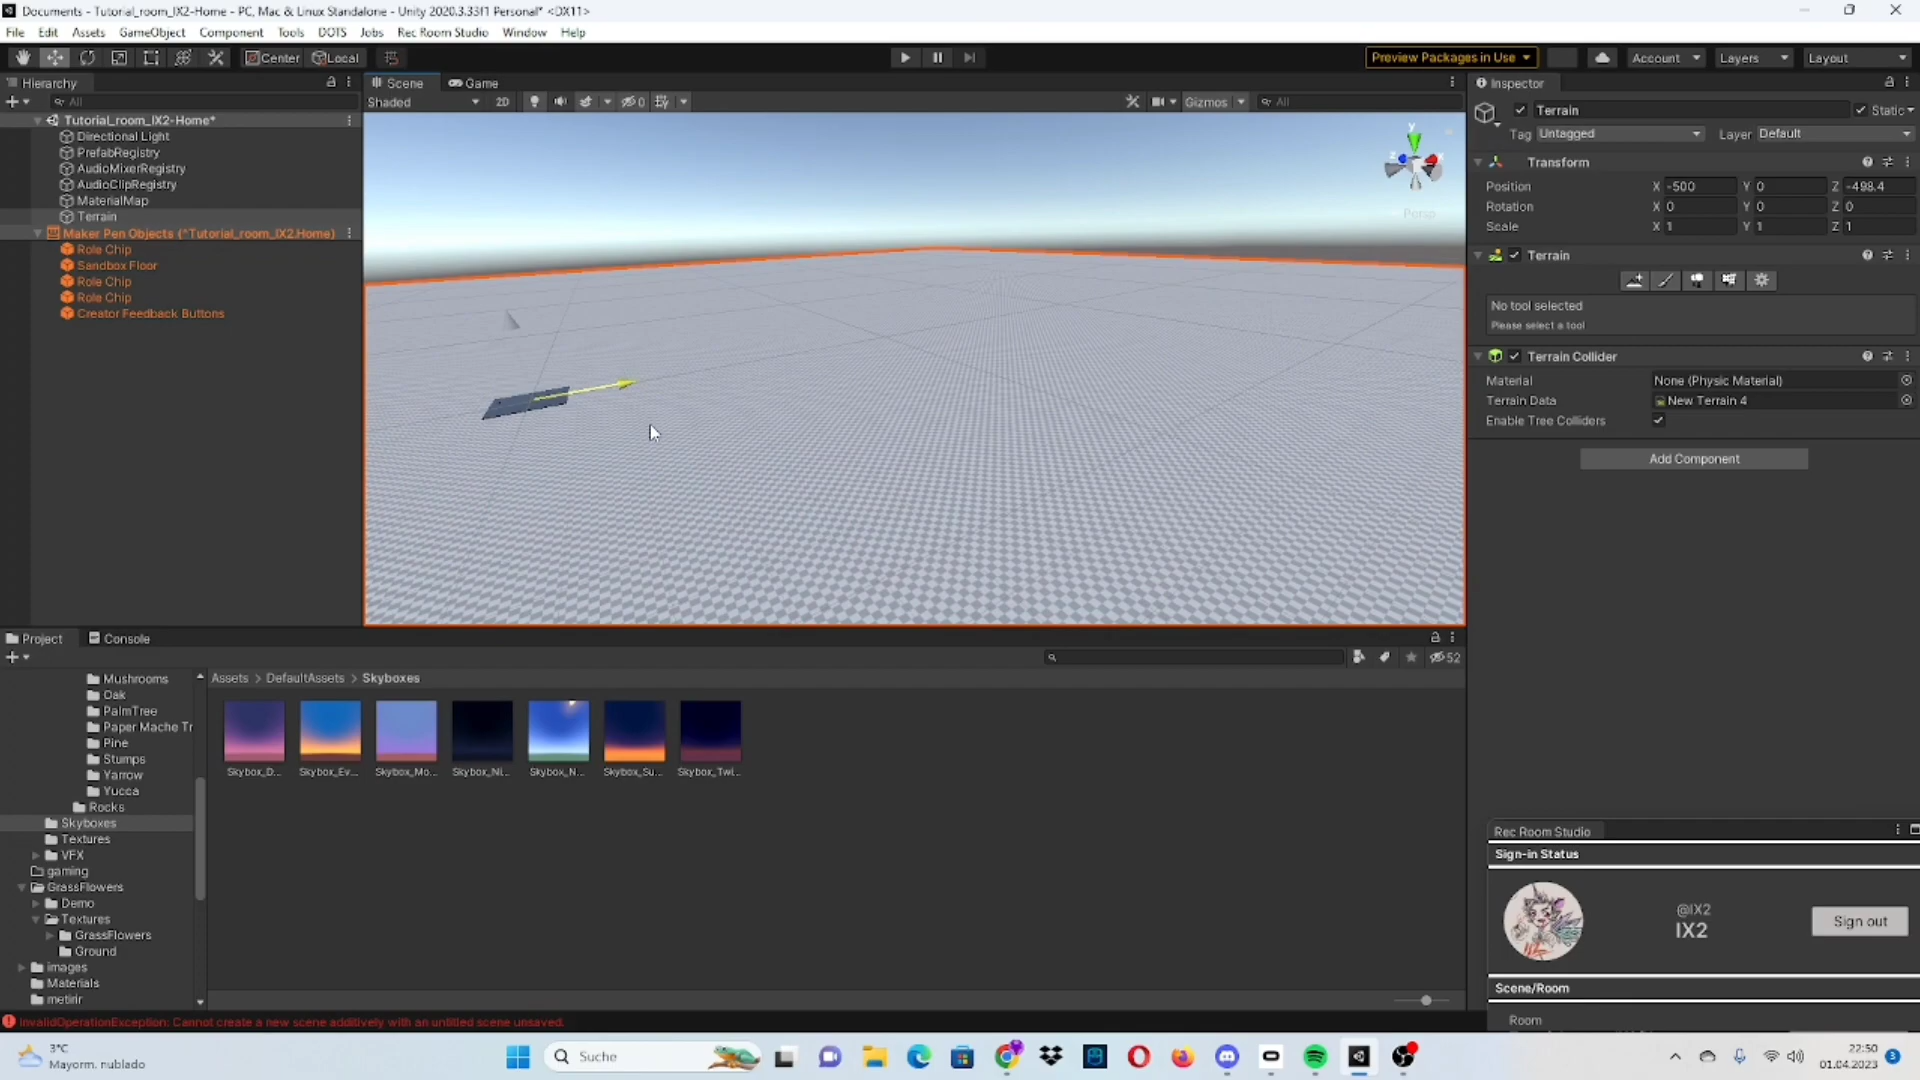 Documents - Tutorial_room_IX2-Home - PC, Mac & Linux Standalone - Unity 2020.3.33f1 Personal* <DX11>
File Edit Assets GameObject Component Tools DOTS Jobs Rec Room Studio Window Help
Center Local Preview Packages in Use Account Layers Layout
Hierarchy
All
Tutorial_room_IX2-Home*
Directional Light
PrefabRegistry
AudioMixerRegistry
AudioClipRegistry
MaterialMap
Terrain
Maker Pen Objects (*Tutorial_room_IX2.Home)
Role Chip
Sandbox Floor
Role Chip
Role Chip
Creator Feedback Buttons
Scene Game
Shaded 2D 0 Gizmos All
y
x
z
Persp
Inspector
Terrain Static
Tag Untagged Layer Default
Transform
Position X -500 Y 0 Z -498.4
Rotation X 0 Y 0 Z 0
Scale X 1 Y 1 Z 1
Terrain
No tool selected
Please select a tool
Terrain Collider
Material None (Physic Material)
Terrain Data New Terrain 4
Enable Tree Colliders
Add Component
Project Console
52
Mushrooms
Oak
PalmTree
Paper Mache Tr
Pine
Stumps
Yarrow
Yucca
Rocks
Skyboxes
Textures
VFX
gaming
GrassFlowers
Demo
Textures
GrassFlowers
Ground
images
Materials
metirir
Assets > DefaultAssets > Skyboxes
Skybox_D... Skybox_Ev... Skybox_Mo... Skybox_Ni... Skybox_N... Skybox_Su... Skybox_Twi...
Rec Room Studio
Sign-in Status
@IX2
IX2
Sign out
Scene/Room
Room
InvalidOperationException: Cannot create a new scene additively with an untitled scene unsaved.
3°C
Mayorm. nublado
Suche
22:50
01.04.2023
3